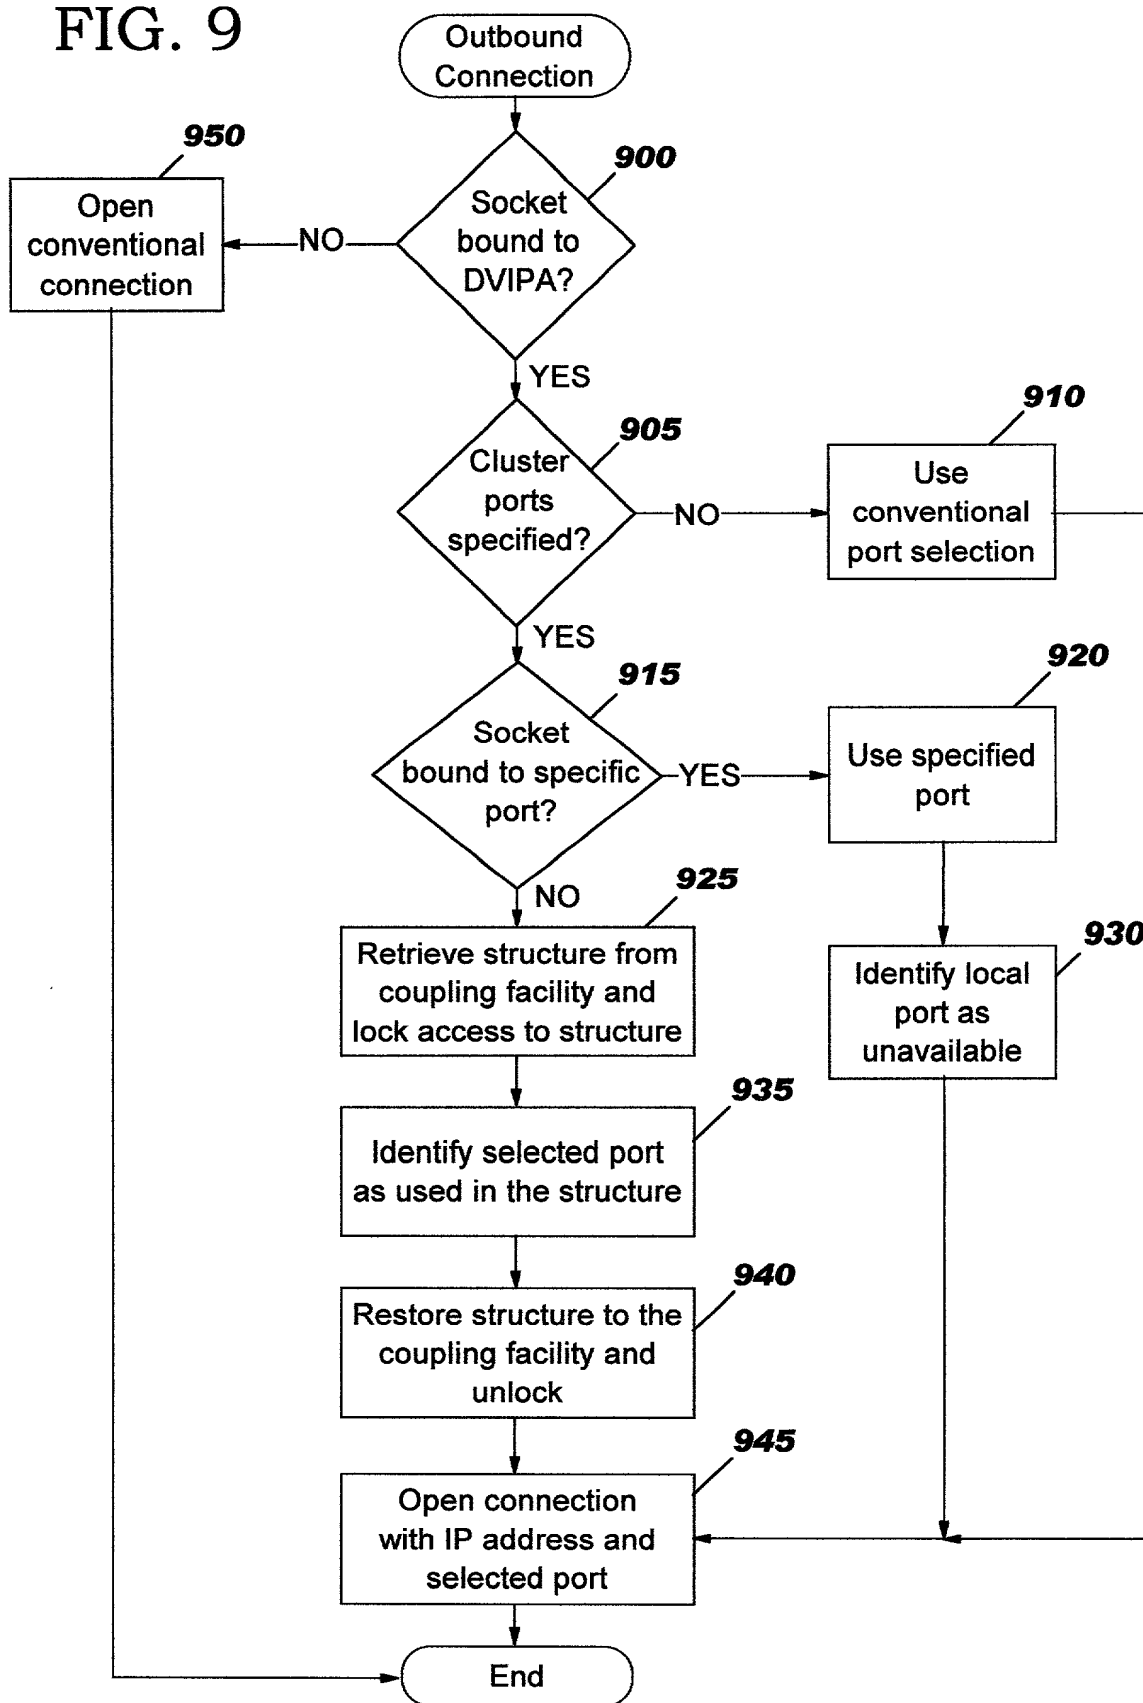 FIG. 9
Outbound
Connection
950
900
Open
conventional
connection
NO
Socket
bound to
DVIPA?
YES
905
910
Cluster
ports
specified?
NO
Use
conventional
port selection
YES
915
920
Socket
bound to specific
port?
YES
Use specified
port
NO
925
930
Retrieve structure from
coupling facility and
lock access to structure
Identify local
port as
unavailable
935
Identify selected port
as used in the structure
940
Restore structure to the
coupling facility and
unlock
945
Open connection
with IP address and
selected port
End